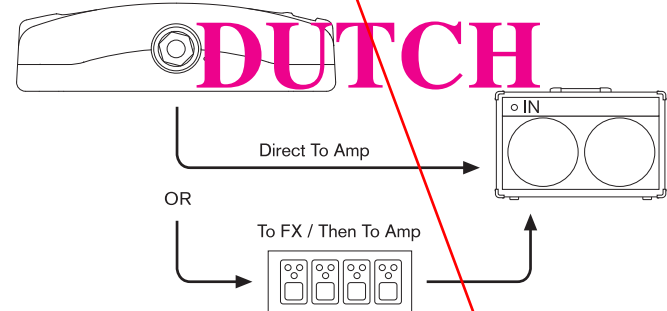 DUTCH
IN
Direct To Amp
OR
To FX / Then To Amp